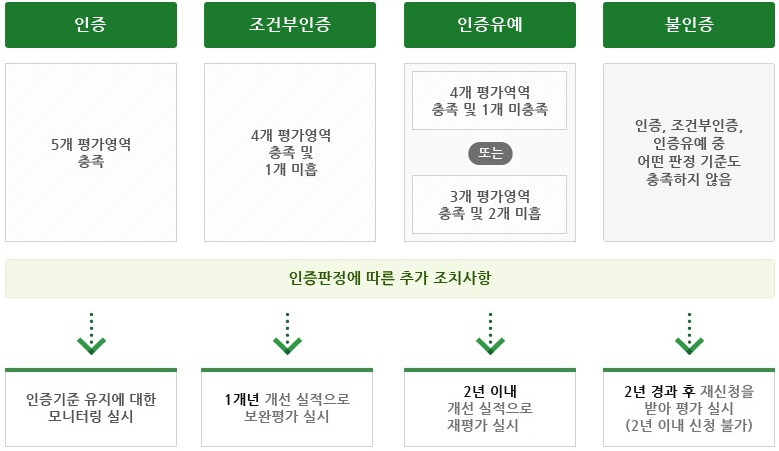 인증
조건부인증
인증유예
불인증
5개 평가영역
충족
4개 평가영역
충족 및
1개 미흡
4개 평가역역
충족 및 1개 미충족
또는
3개 평가영역
충족 및 2개 미흡
인증, 조건부인증,
인증유예 중
어떤 판정 기준도
충족하지 않음
인증판정에 따른 추가 조치사항
인증기준 유지에 대한
모니터링 실시
1개년 개선 실적으로
보완평가 실시
2년 이내
개선 실적으로
재평가 실시
2년 경과 후 재신청을
받아 평가 실시
(2년 이내 신청 불가)